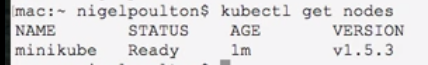 mac:~ nigelpoulton$ kubectl get nodes
NAME STATUS AGE VERSION
minikube Ready 1m v1.5.3